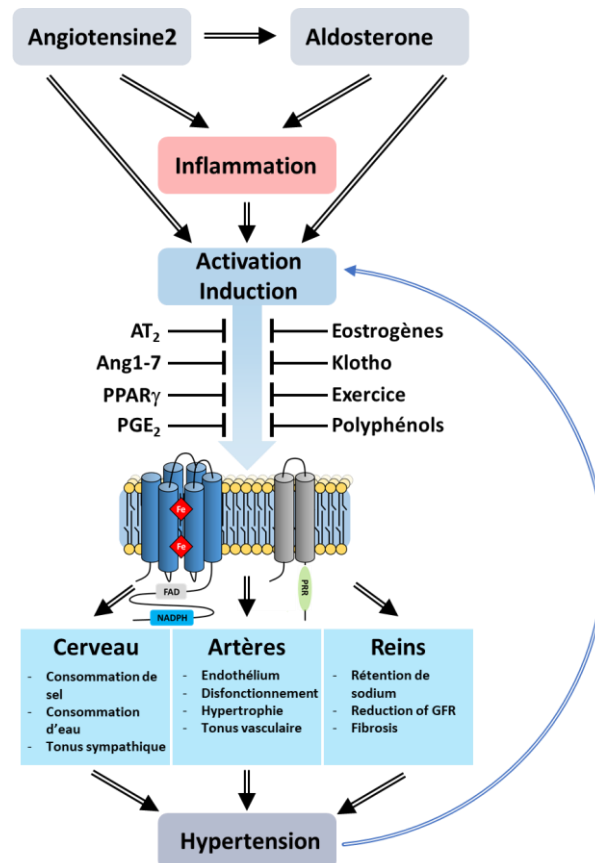 Angiotensine2
Aldosterone
Inflammation
Activation
Induction
AT₂
Eostrogènes
Ang1-7
Klotho
PPARγ
Exercice
PGE₂
Polyphénols
Fe
Fe
FAD
NADPH
PRR
Cerveau
- Consommation de
sel
- Consommation
d'eau
- Tonus sympathique
Artères
- Endothélium
- Disfonctionnement
- Hypertrophie
- Tonus vasculaire
Reins
- Rétention de
sodium
- Reduction of GFR
- Fibrosis
Hypertension